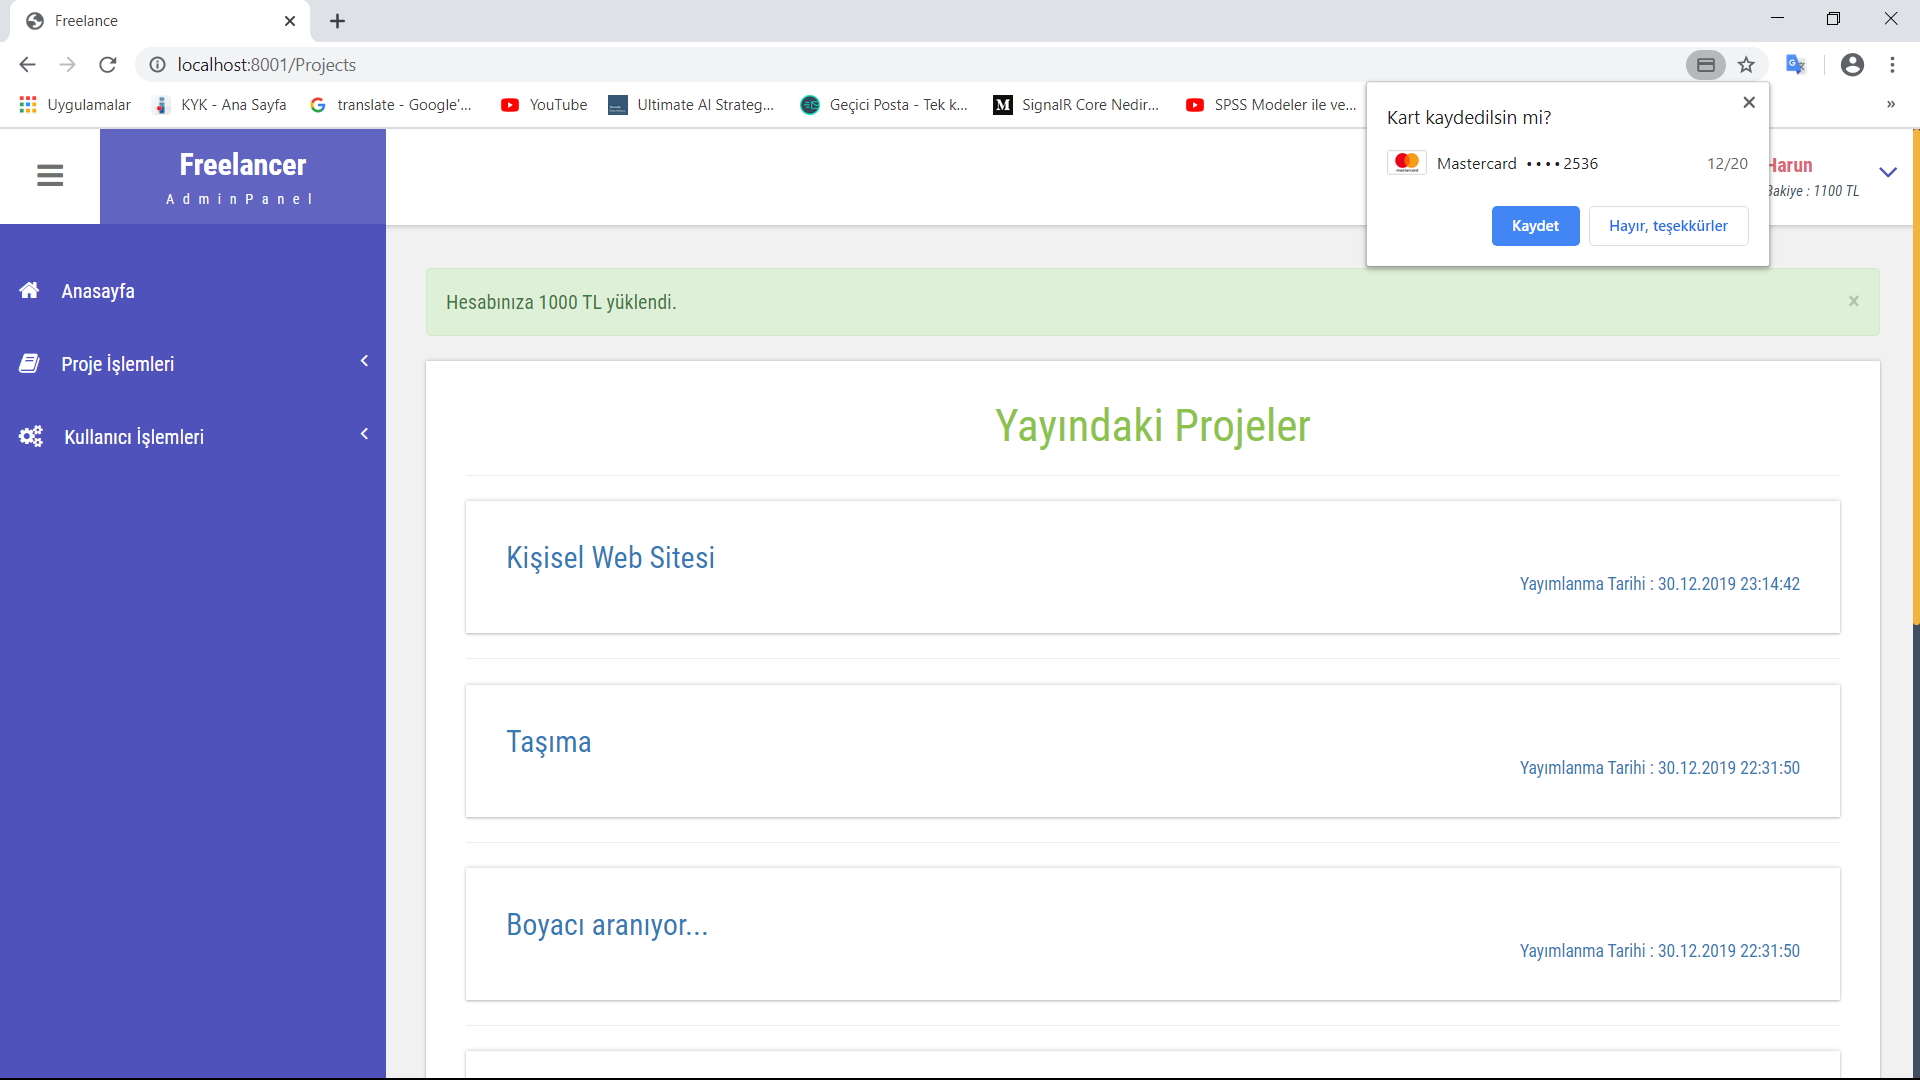 Freelance
localhost:8001/Projects
Uygulamalar
KYK - Ana Sayfa
translate - Google'...
YouTube
Ultimate AI Strateg...
Geçici Posta - Tek k...
SignalR Core Nedir...
SPSS Modeler ile ve...
»
Kart kaydedilsin mi?
Mastercard •••• 2536 12/20
Kaydet
Hayır, teşekkürler
Freelancer
AdminPanel
Harun
Bakiye : 1100 TL
Anasayfa
Proje İşlemleri
Kullanıcı İşlemleri
Hesabınıza 1000 TL yüklendi.
Yayındaki Projeler
Kişisel Web Sitesi
Yayımlanma Tarihi : 30.12.2019 23:14:42
Taşıma
Yayımlanma Tarihi : 30.12.2019 22:31:50
Boyacı aranıyor...
Yayımlanma Tarihi : 30.12.2019 22:31:50